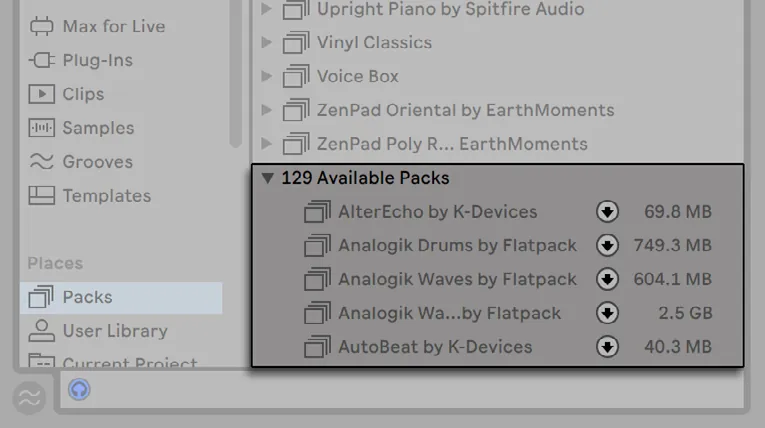 Max for Live
Plug-Ins
Clips
Samples
Grooves
Templates
Places
Packs
User Library
Current Project
Upright Piano by Spitfire Audio
Vinyl Classics
Voice Box
ZenPad Oriental by EarthMoments
ZenPad Poly R... EarthMoments
129 Available Packs
AlterEcho by K-Devices 69.8 MB
Analogik Drums by Flatpack 749.3 MB
Analogik Waves by Flatpack 604.1 MB
Analogik Wa...by Flatpack 2.5 GB
AutoBeat by K-Devices 40.3 MB